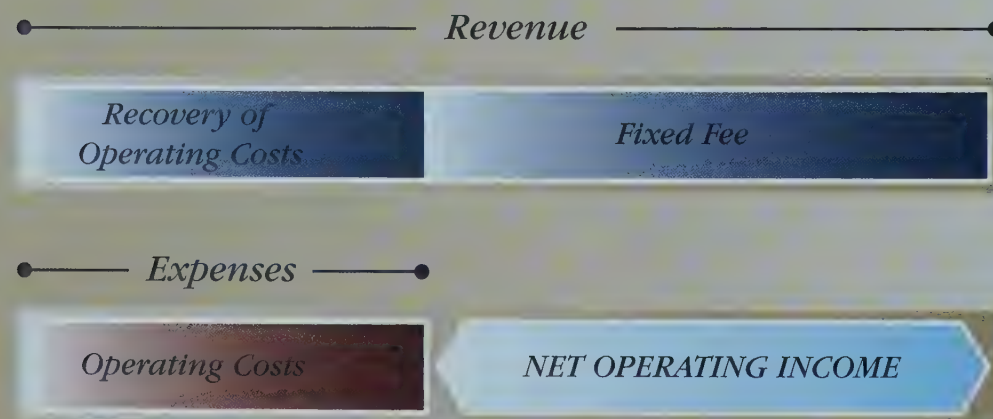 Revenue
Recovery of
Operating Costs
Fixed Fee
Expenses
Operating Costs
NET OPERATING INCOME